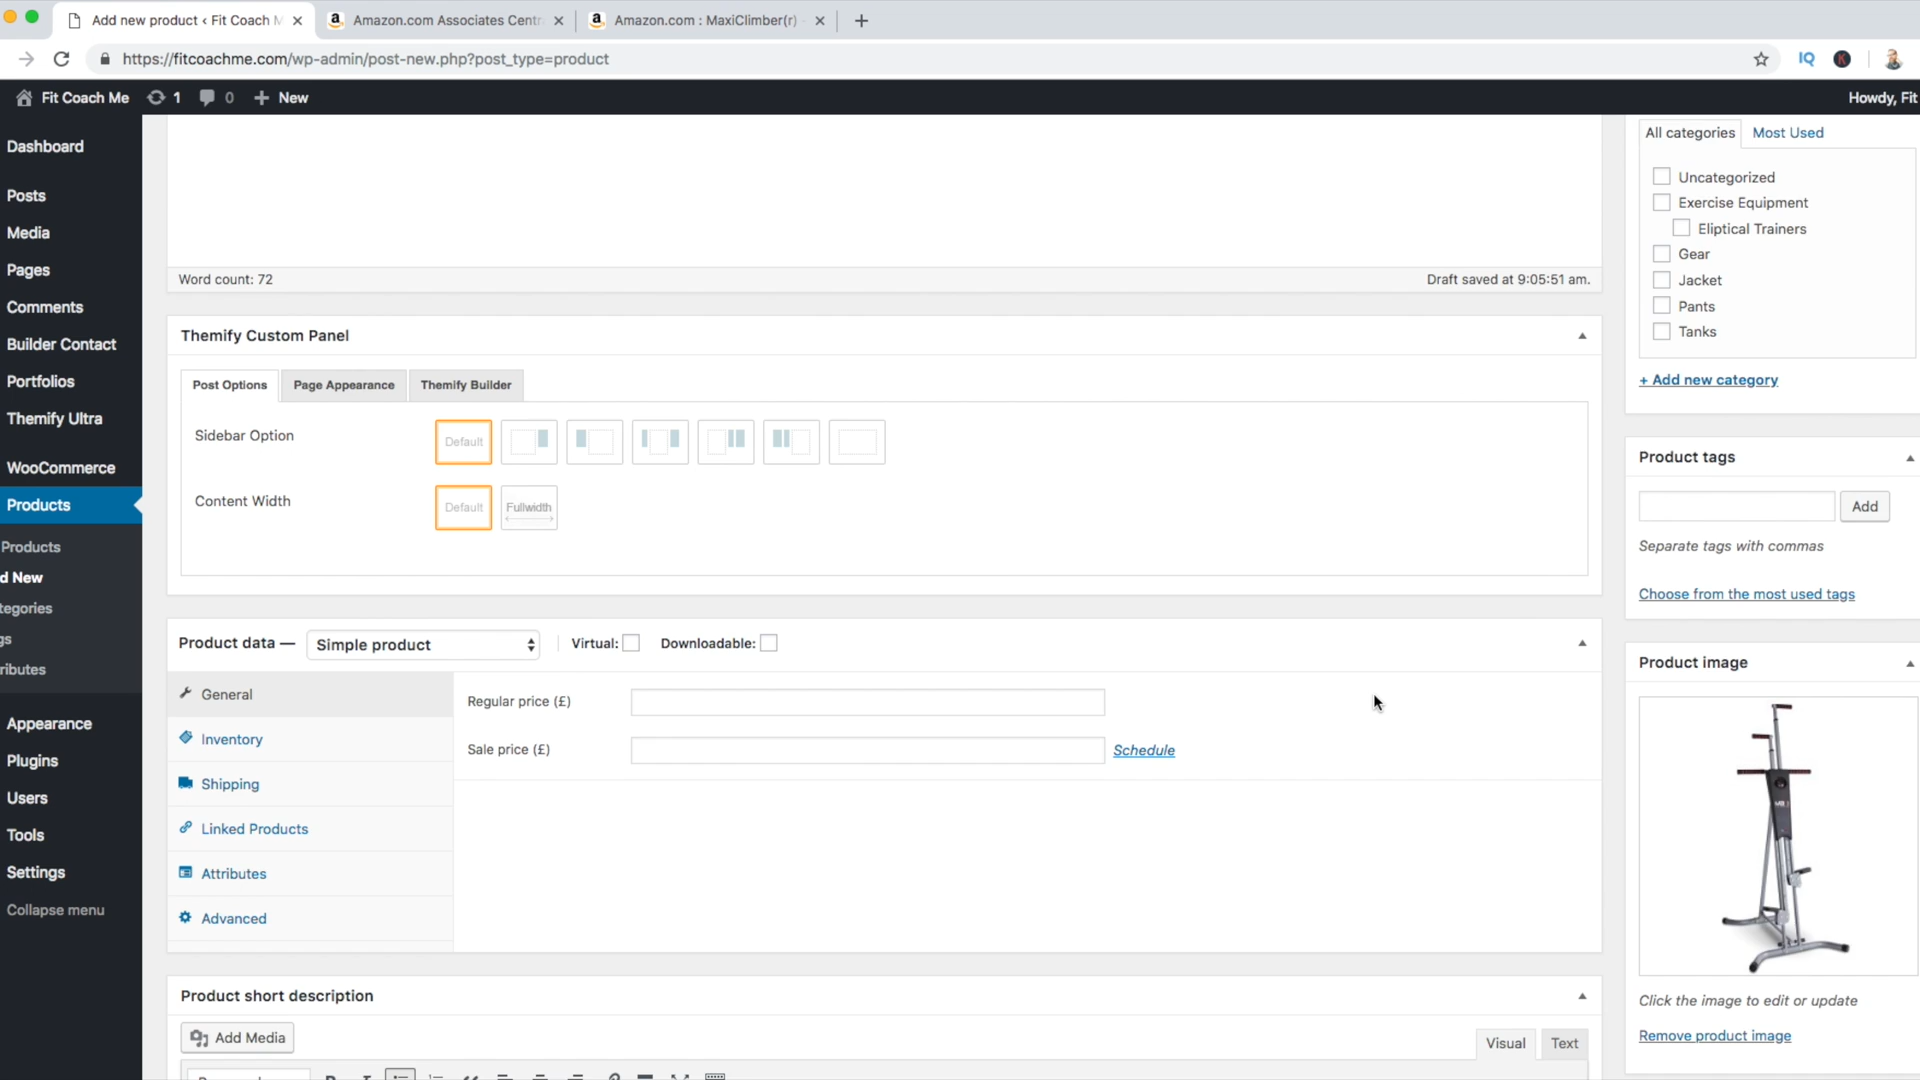 Add new product ‹ Fit Coach M
Amazon.com Associates Centr
Amazon.com : MaxiClimber(r) -
https://fitcoachme.com/wp-admin/post-new.php?post_type=product
IQ
K
Fit Coach Me
1
0
New
Howdy, Fit
Dashboard
Posts
Media
Pages
Comments
Builder Contact
Portfolios
Themify Ultra
WooCommerce
Products
Products
d New
tegories
gs
ributes
Appearance
Plugins
Users
Tools
Settings
Collapse menu
Word count: 72
Draft saved at 9:05:51 am.
Themify Custom Panel
Post Options
Page Appearance
Themify Builder
Sidebar Option
Default
Content Width
Default
Fullwidth
Product data —
Simple product
Virtual:
Downloadable:
General
Inventory
Shipping
Linked Products
Attributes
Advanced
Regular price (£)
Sale price (£)
Schedule
Product short description
Add Media
Visual
Text
All categories
Most Used
Uncategorized
Exercise Equipment
Eliptical Trainers
Gear
Jacket
Pants
Tanks
+ Add new category
Product tags
Add
Separate tags with commas
Choose from the most used tags
Product image
Click the image to edit or update
Remove product image